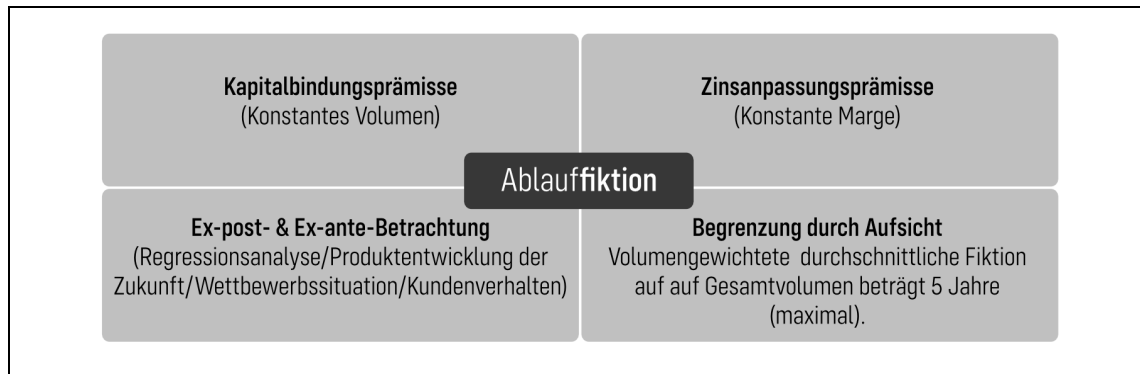 Kapitalbindungsprämisse
(Konstantes Volumen)
Zinsanpassungsprämisse
(Konstante Marge)
Ablauffiktion
Ex-post- & Ex-ante-Betrachtung
(Regressionsanalyse/Produktentwicklung der
Zukunft/Wettbewerbssituation/Kundenverhalten)
Begrenzung durch Aufsicht
Volumengewichtete durchschnittliche Fiktion
auf auf Gesamtvolumen beträgt 5 Jahre
(maximal).